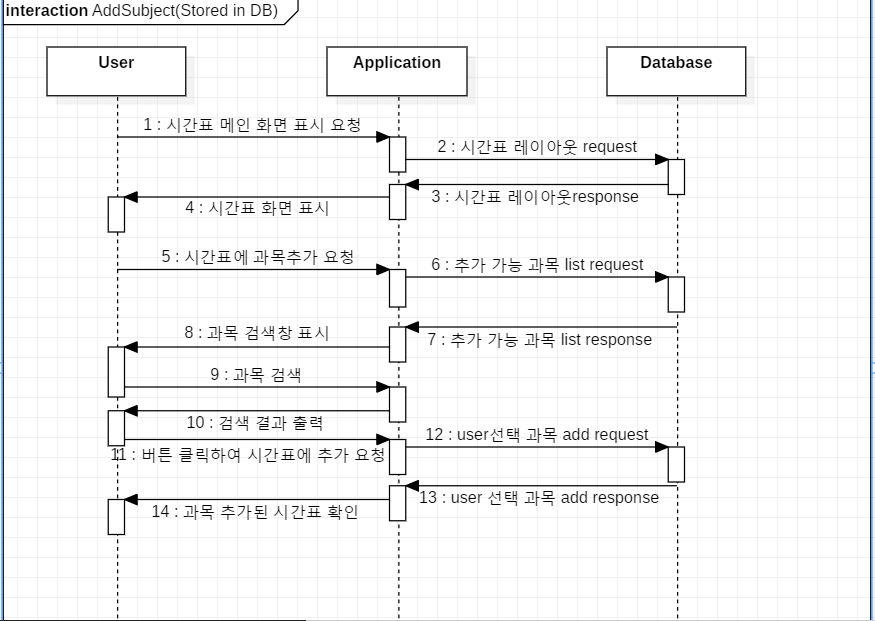 interaction AddSubject(Stored in DB)
User
Application
Database
1 : 시간표 메인 화면 표시 요청
2 : 시간표 레이아웃 request
3 : 시간표 레이아웃response
4 : 시간표 화면 표시
5 : 시간표에 과목추가 요청
6 : 추가 가능 과목 list request
7 : 추가 가능 과목 list response
8 : 과목 검색창 표시
9 : 과목 검색
10 : 검색 결과 출력
11 : 버튼 클릭하여 시간표에 추가 요청
12 : user선택 과목 add request
13 : user 선택 과목 add response
14 : 과목 추가된 시간표 확인